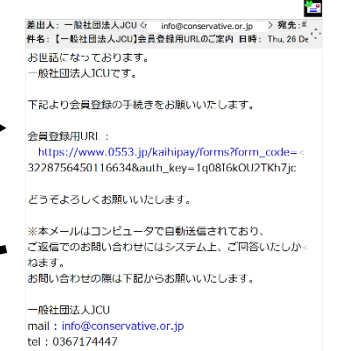 差出人: 一般社団法人JCU <r info@conservative.or.jp > 宛先:
件名: 【一般社団法人JCU】会員登録用URLのご案内 日時: Thu, 26 De
お世話になっております。
一般社団法人JCUです。
下記より会員登録の手続きをお願いいたします。
会員登録用URL：
https://www.0553.jp/kaihipay/forms?form_code=<
3228756450116634&auth_key=1q08I6kOU2TKh7jc
どうぞよろしくお願いいたします。
※本メールはコンピュータで自動送信されており、
ご返信でのお問い合わせにはシステム上、ご回答いたしか<
ねます。
お問い合わせの際は下記からお願いいたします。
一般社団法人JCU
mail : info@conservative.or.jp
tel : 0367174447